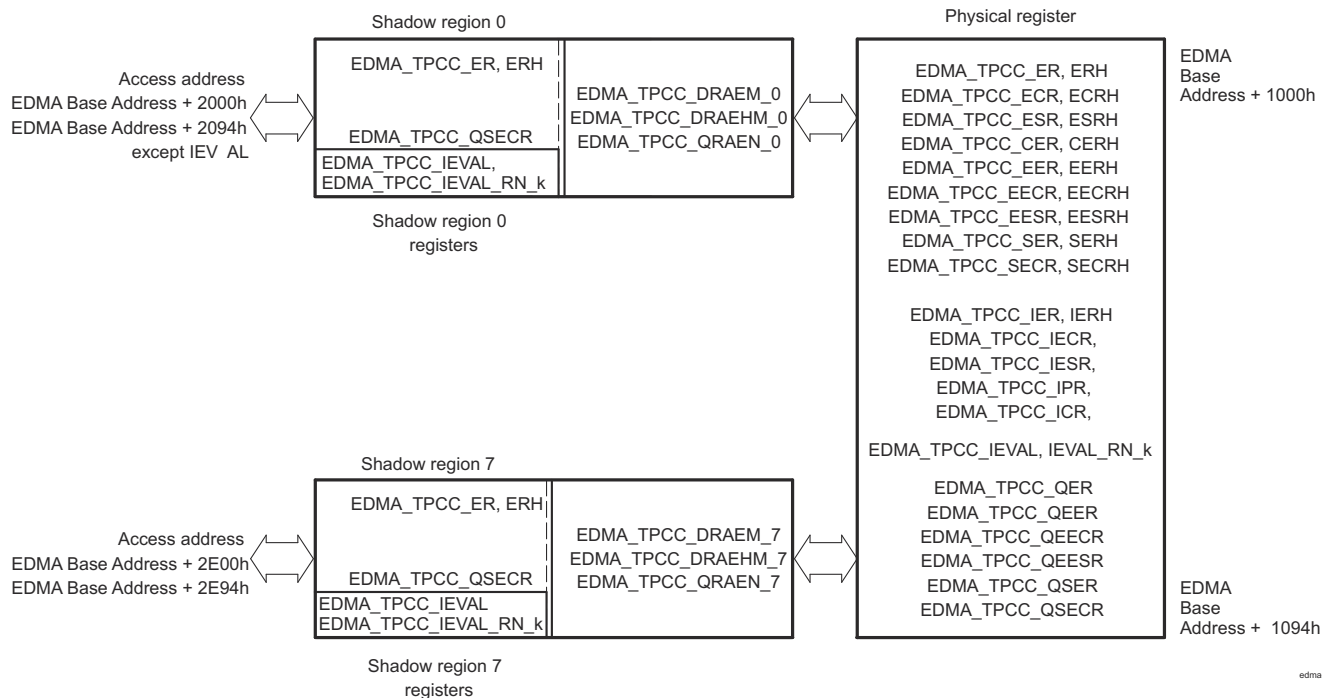 Shadow region 0
Physical register
Access address
EDMA Base Address + 2000h
EDMA Base Address + 2094h
except IEV AL
EDMA_TPCC_ER, ERH
EDMA_TPCC_QSECR
EDMA_TPCC_IEVAL,
EDMA_TPCC_IEVAL_RN_k
EDMA_TPCC_DRAEM_0
EDMA_TPCC_DRAEHM_0
EDMA_TPCC_QRAEN_0
Shadow region 0
registers
EDMA_TPCC_ER, ERH
EDMA_TPCC_ECR, ECRH
EDMA_TPCC_ESR, ESRH
EDMA_TPCC_CER, CERH
EDMA_TPCC_EER, EERH
EDMA_TPCC_EECR, EECRH
EDMA_TPCC_EESR, EESRH
EDMA_TPCC_SER, SERH
EDMA_TPCC_SECR, SECRH
EDMA_TPCC_IER, IERH
EDMA_TPCC_IECR,
EDMA_TPCC_IESR,
EDMA_TPCC_IPR,
EDMA_TPCC_ICR,
EDMA_TPCC_IEVAL, IEVAL_RN_k
EDMA_TPCC_QER
EDMA_TPCC_QEER
EDMA_TPCC_QEECR
EDMA_TPCC_QEESR
EDMA_TPCC_QSER
EDMA_TPCC_QSECR
EDMA
Base
Address + 1000h
Shadow region 7
Access address
EDMA Base Address + 2E00h
EDMA Base Address + 2E94h
EDMA_TPCC_ER, ERH
EDMA_TPCC_QSECR
EDMA_TPCC_IEVAL
EDMA_TPCC_IEVAL_RN_k
EDMA_TPCC_DRAEM_7
EDMA_TPCC_DRAEHM_7
EDMA_TPCC_QRAEN_7
Shadow region 7
registers
EDMA
Base
Address + 1094h
edma